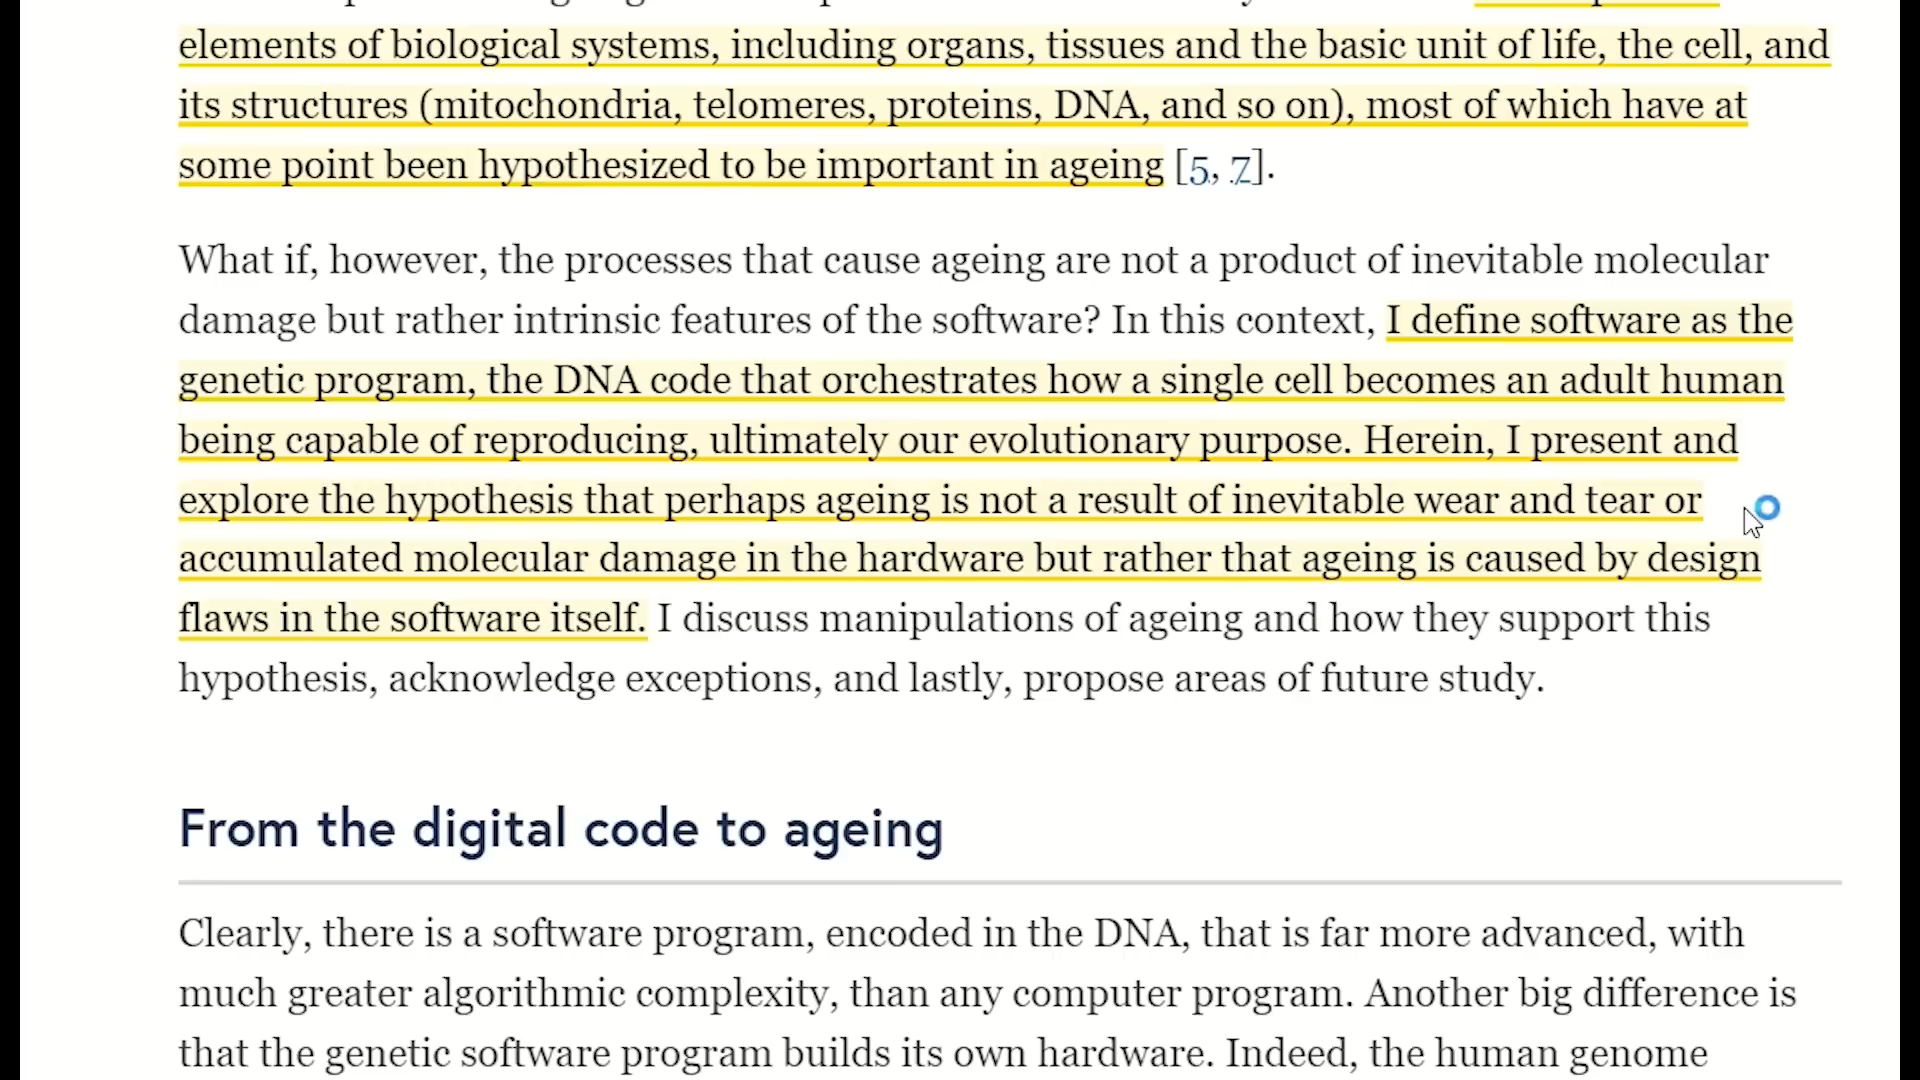 elements of biological systems, including organs, tissues and the basic unit of life, the cell, and
its structures (mitochondria, telomeres, proteins, DNA, and so on), most of which have at
some point been hypothesized to be important in ageing [5, 7].
What if, however, the processes that cause ageing are not a product of inevitable molecular
damage but rather intrinsic features of the software? In this context, I define software as the
genetic program, the DNA code that orchestrates how a single cell becomes an adult human
being capable of reproducing, ultimately our evolutionary purpose. Herein, I present and
explore the hypothesis that perhaps ageing is not a result of inevitable wear and tear or
accumulated molecular damage in the hardware but rather that ageing is caused by design
flaws in the software itself. I discuss manipulations of ageing and how they support this
hypothesis, acknowledge exceptions, and lastly, propose areas of future study.
From the digital code to ageing
Clearly, there is a software program, encoded in the DNA, that is far more advanced, with
much greater algorithmic complexity, than any computer program. Another big difference is
that the genetic software program builds its own hardware. Indeed, the human genome